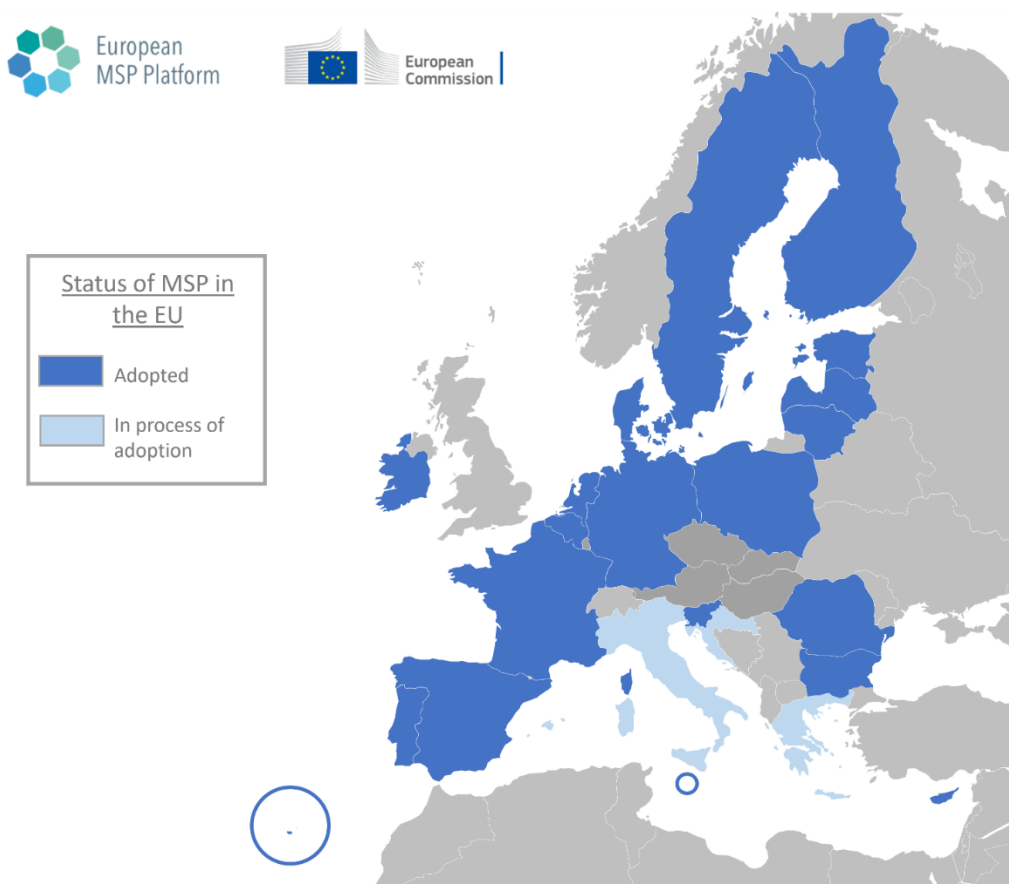 European
MSP Platform
European
Commission
Status of MSP in
the EU
Adopted
In process of
adoption